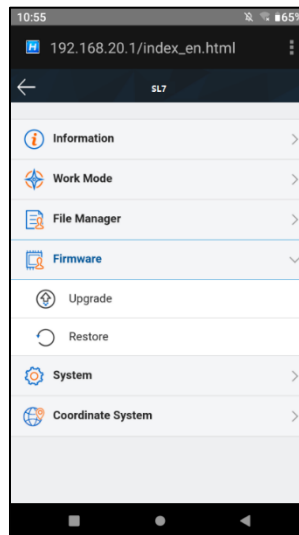 10:55
65%
192.168.20.1/index_en.html
SL7
Information
Work Mode
File Manager
Firmware
Upgrade
Restore
System
Coordinate System